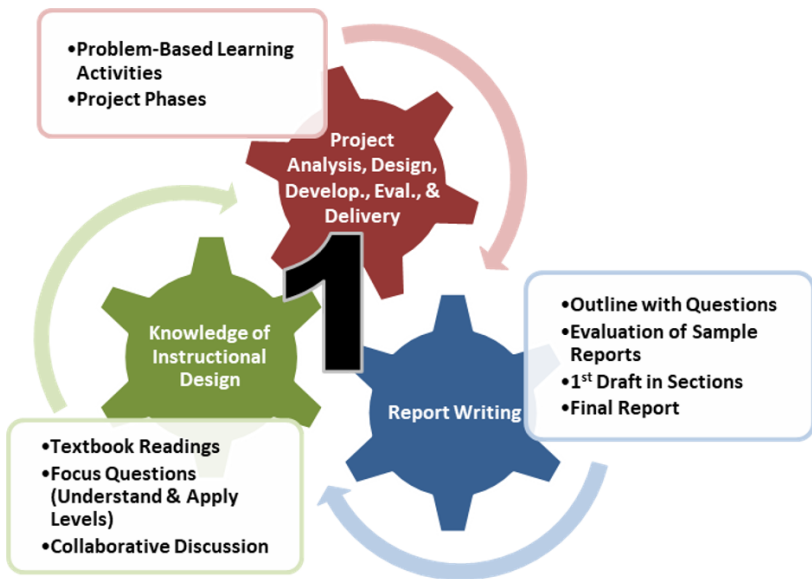 •Problem-Based Learning
Activities
•Project Phases
Project
Analysis, Design,
Develop., Eval., &
Delivery
1
Knowledge of
Instructional
Design
•Outline with Questions
•Evaluation of Sample
Reports
•1st Draft in Sections
•Final Report
Report Writing
•Textbook Readings
•Focus Questions
(Understand & Apply
Levels)
•Collaborative Discussion